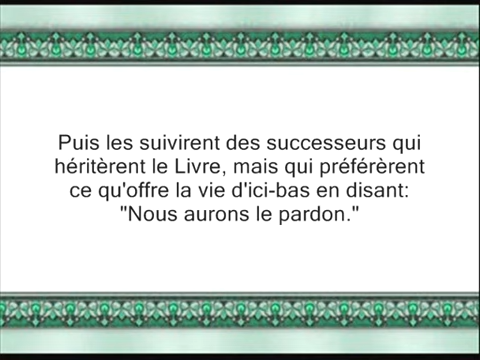 Puis les suivirent des successeurs qui
héritèrent le Livre, mais qui préférèrent
ce qu'offre la vie d'ici-bas en disant:
"Nous aurons le pardon."